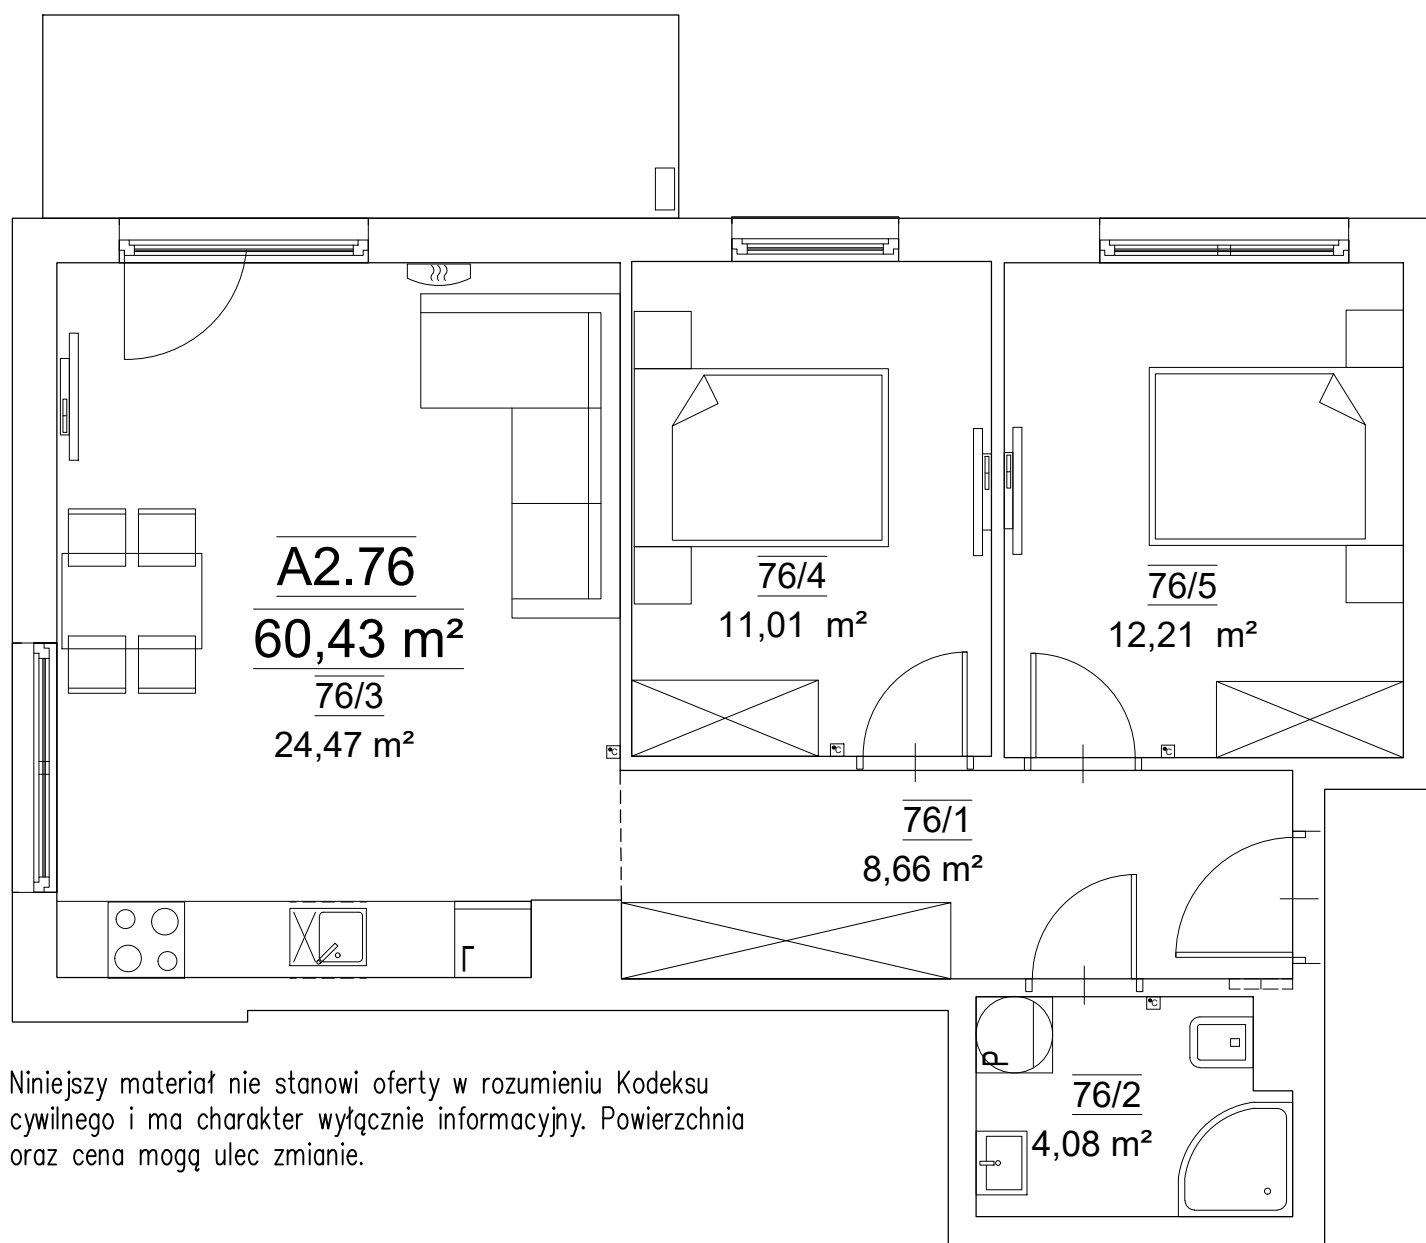 A2.76
60,43 m²
76/3
24,47 m²
76/4
11,01 m²
76/5
12,21 m²
76/1
8,66 m²
76/2
4,08 m²
P
Niniejszy materiał nie stanowi oferty w rozumieniu Kodeksu
cywilnego i ma charakter wyłącznie informacyjny. Powierzchnia
oraz cena mogą ulec zmianie.